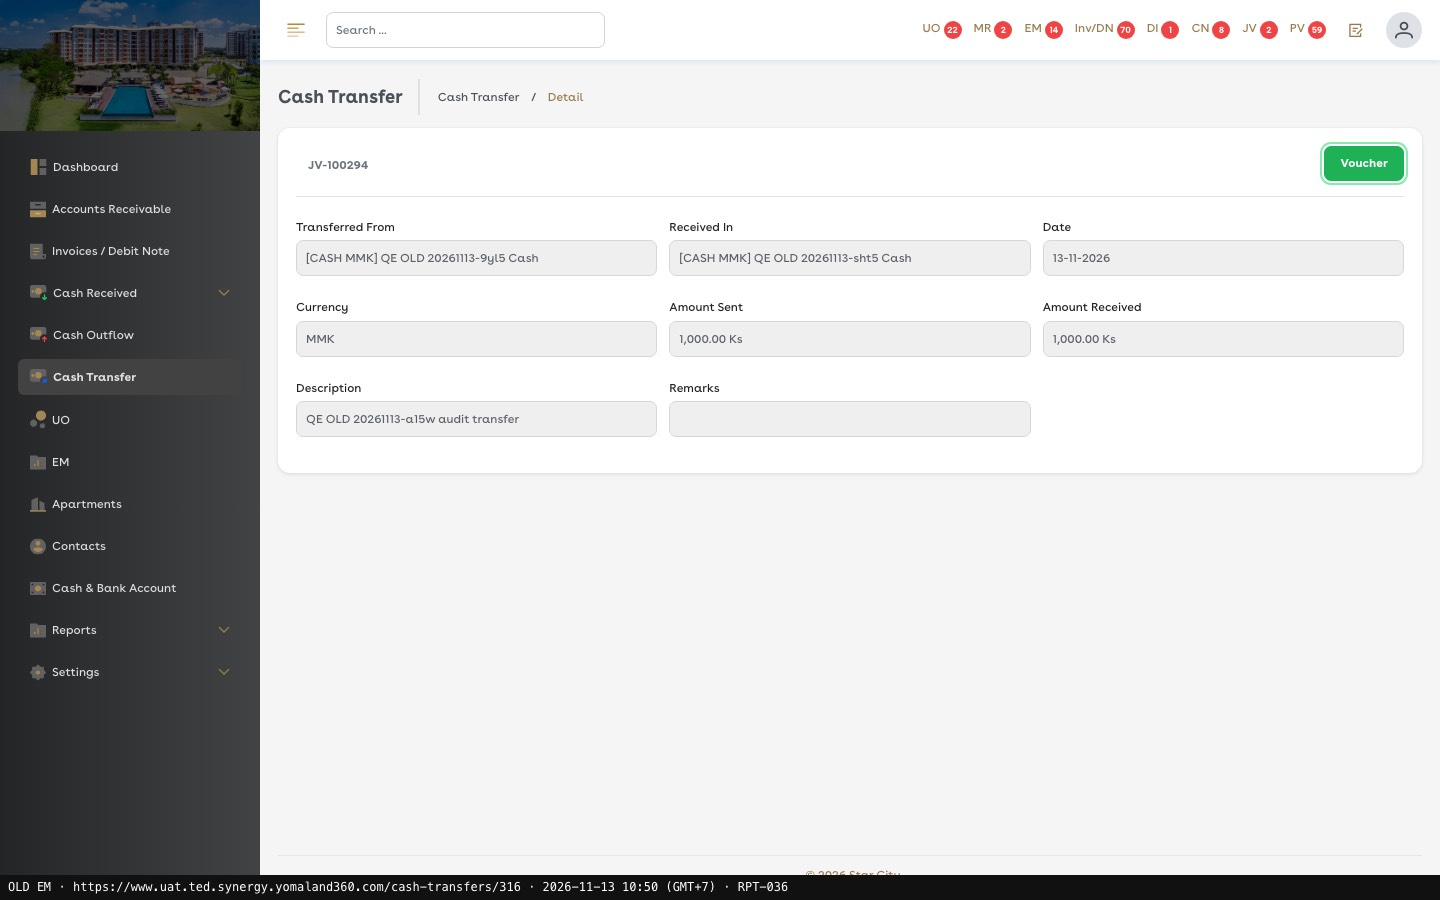 Search ...
UO 22 MR 2 EM 14 Inv/DN 70 DI 1 CN 8 JV 2 PV 59
Cash Transfer
Cash Transfer / Detail
Dashboard
Accounts Receivable
Invoices / Debit Note
Cash Received
Cash Outflow
Cash Transfer
UO
EM
Apartments
Contacts
Cash & Bank Account
Reports
Settings
JV-100294
Voucher
Transferred From
[CASH MMK] QE OLD 20261113-9yl5 Cash
Received In
[CASH MMK] QE OLD 20261113-sht5 Cash
Date
13-11-2026
Currency
MMK
Amount Sent
1,000.00 Ks
Amount Received
1,000.00 Ks
Description
QE OLD 20261113-a15w audit transfer
Remarks
© 2026 Star City
OLD EM · https://www.uat.ted.synergy.yomaland360.com/cash-transfers/316 · 2026-11-13 10:50 (GMT+7) · RPT-036